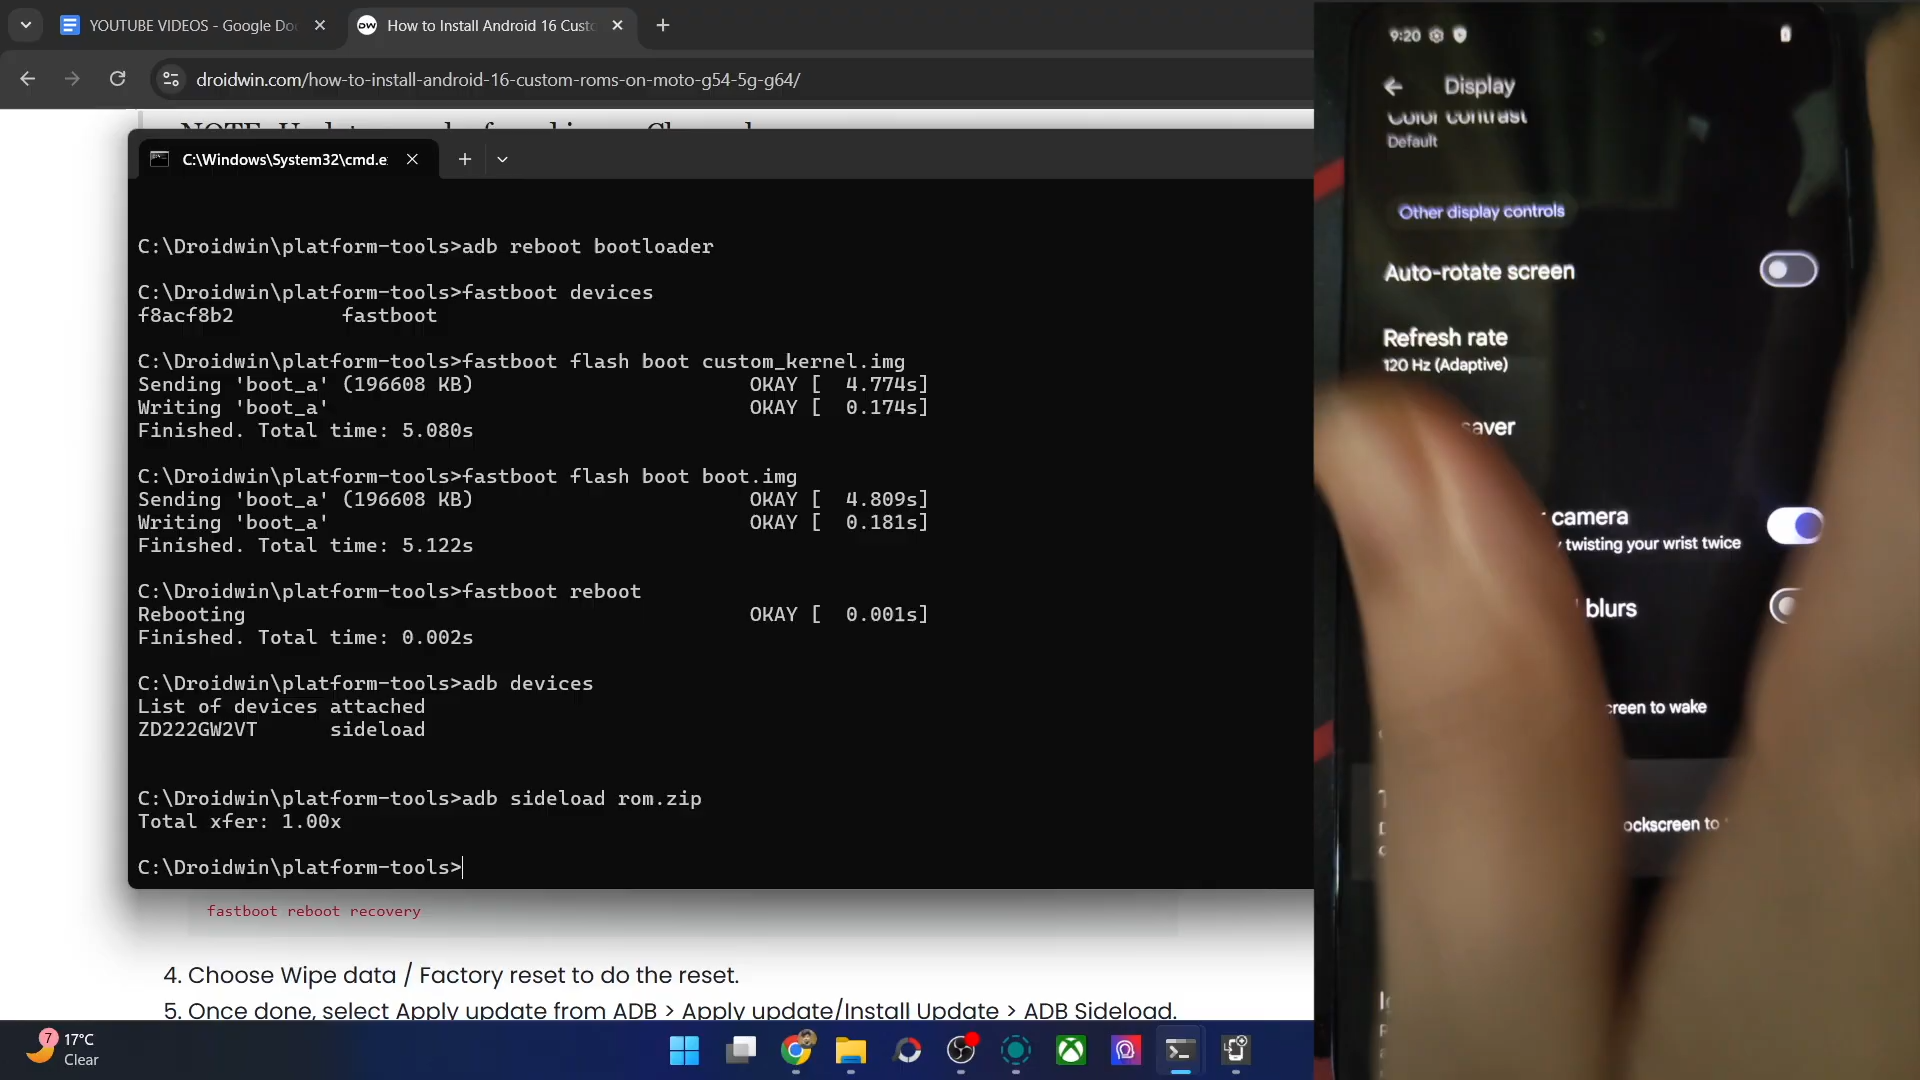 YOUTUBE VIDEOS - Google Do
How to Install Android 16 Custo
droidwin.com/how-to-install-android-16-custom-roms-on-moto-g54-5g-g64/
C:\Windows\System32\cmd.e
C:\Droidwin\platform-tools>adb reboot bootloader
C:\Droidwin\platform-tools>fastboot devices
f8acf8b2 fastboot
C:\Droidwin\platform-tools>fastboot flash boot custom_kernel.img
Sending 'boot_a' (196608 KB) OKAY [ 4.774s]
Writing 'boot_a' OKAY [ 0.174s]
Finished. Total time: 5.080s
C:\Droidwin\platform-tools>fastboot flash boot boot.img
Sending 'boot_a' (196608 KB) OKAY [ 4.809s]
Writing 'boot_a' OKAY [ 0.181s]
Finished. Total time: 5.122s
C:\Droidwin\platform-tools>fastboot reboot
Rebooting OKAY [ 0.001s]
Finished. Total time: 0.002s
C:\Droidwin\platform-tools>adb devices
List of devices attached
ZD222GW2VT sideload
C:\Droidwin\platform-tools>adb sideload rom.zip
Total xfer: 1.00x
C:\Droidwin\platform-tools>
fastboot reboot recovery
4. Choose Wipe data / Factory reset to do the reset.
5. Once done, select Apply update from ADB > Apply update/Install Update > ADB Sideload.
7
17°C
Clear
9:20
Display
Color contrast
Default
Other display controls
Auto-rotate screen
Refresh rate
120 Hz (Adaptive)
saver
camera
twisting your wrist twice
blurs
creen to wake
ockscreen to